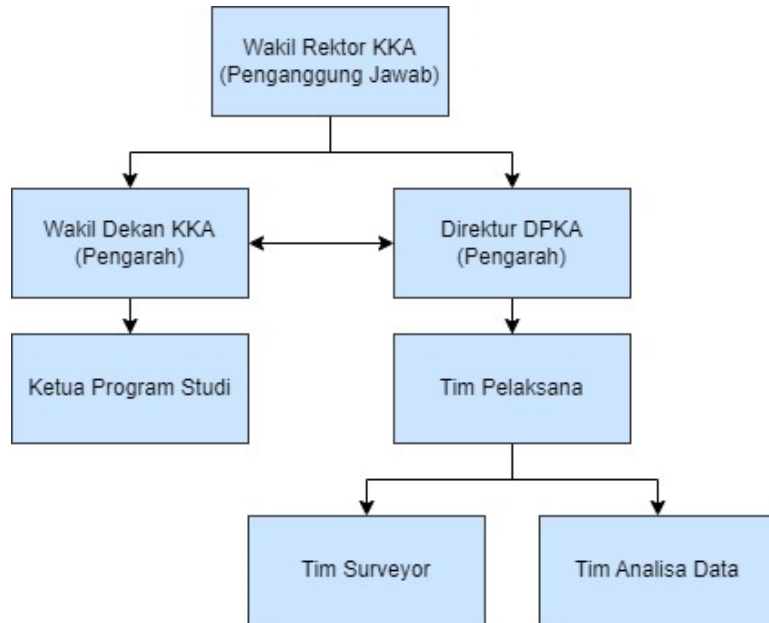 Wakil Rektor KKA
(Penganggung Jawab)
Wakil Dekan KKA
(Pengarah)
Direktur DPKA
(Pengarah)
Ketua Program Studi
Tim Pelaksana
Tim Surveyor
Tim Analisa Data